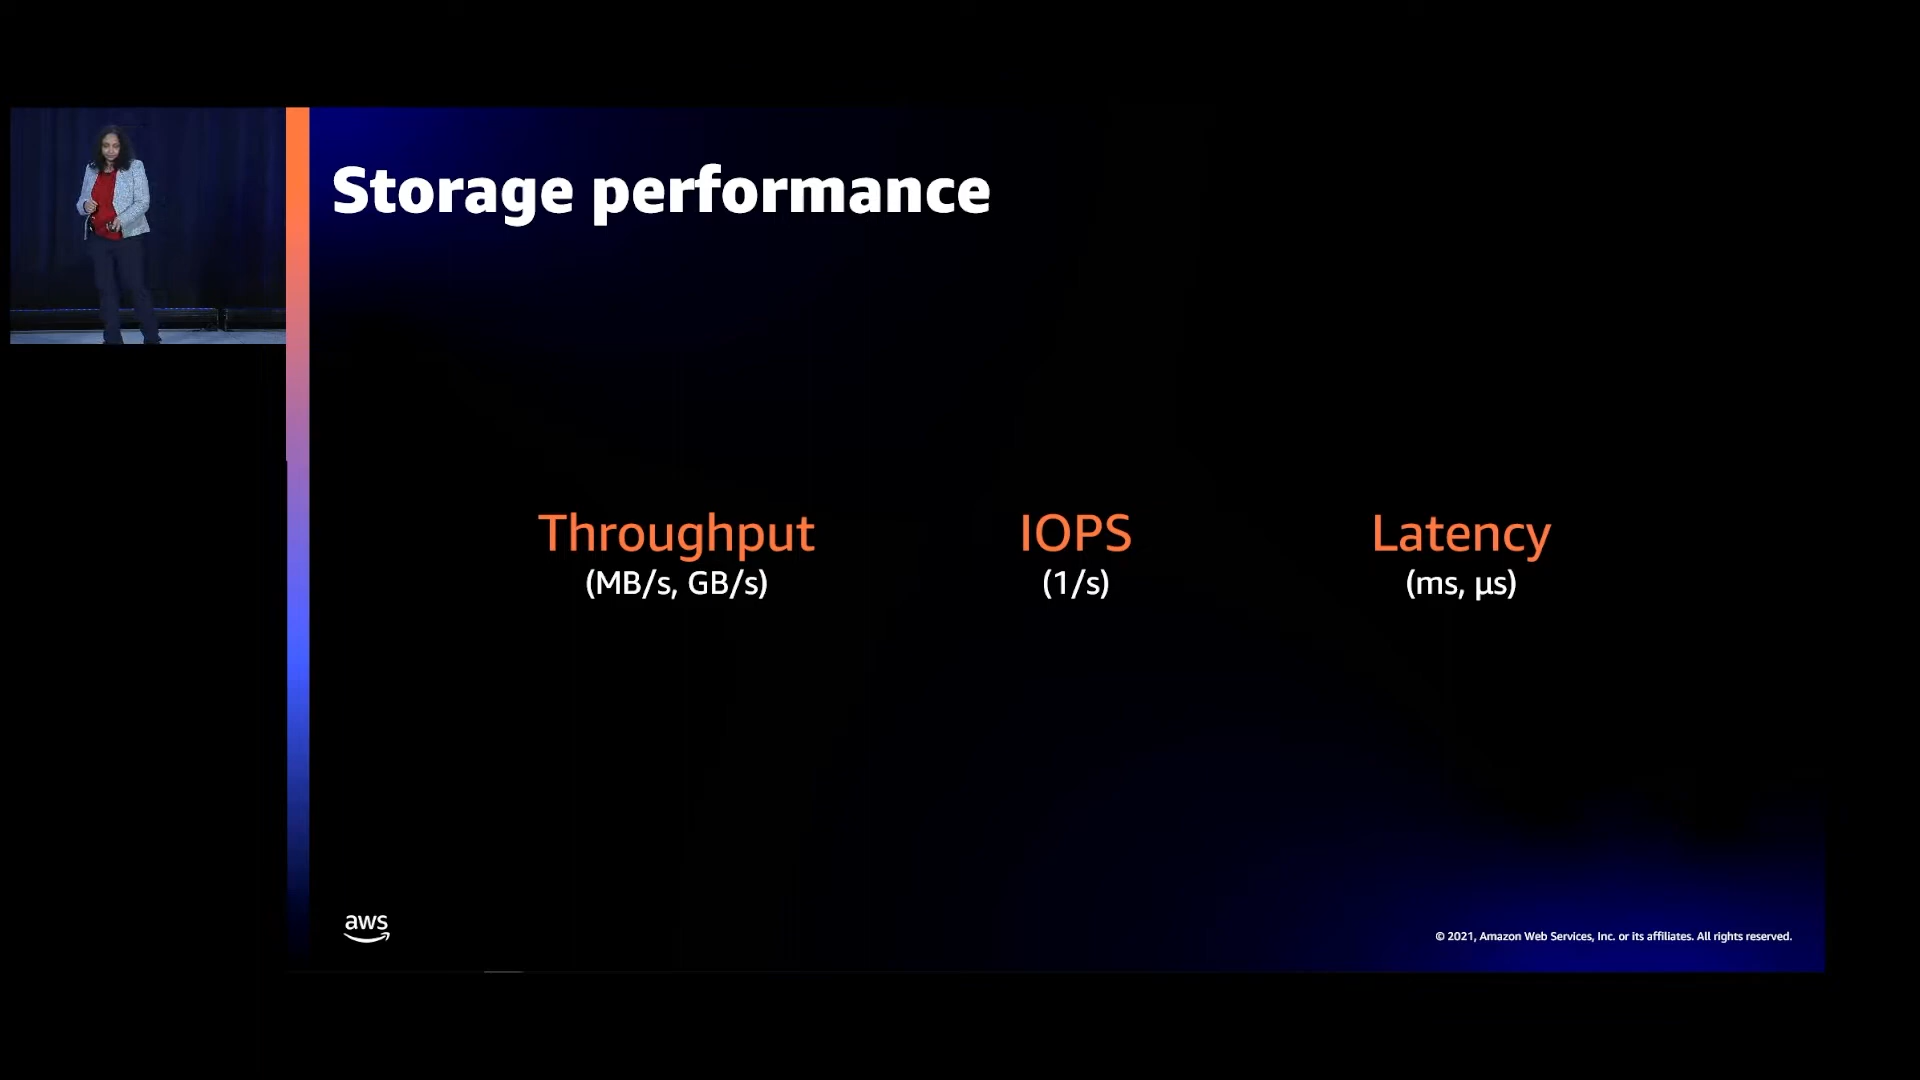 Storage performance
Throughput
(MB/s, GB/s)
IOPS
(1/s)
Latency
(ms, µs)
aws
© 2021, Amazon Web Services, Inc. or its affiliates. All rights reserved.